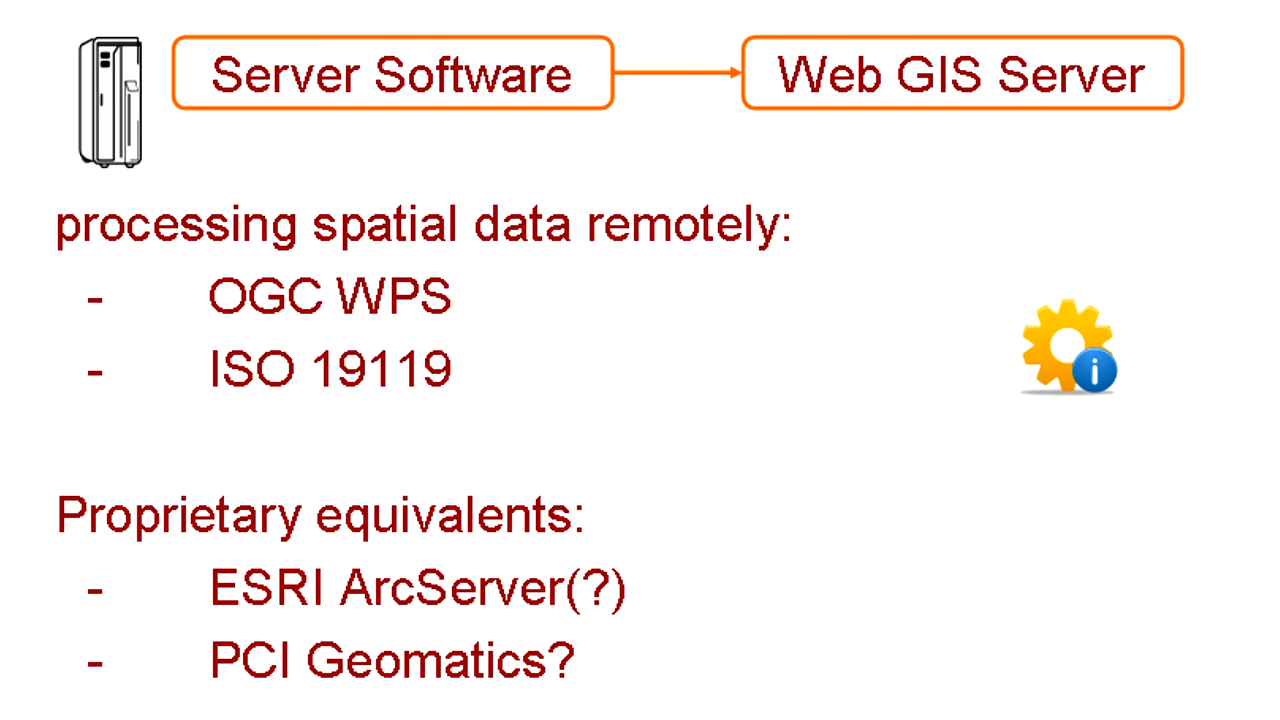 Server Software
Web GIS Server
processing spatial data remotely:
- OGC WPS
- ISO 19119
i
Proprietary equivalents:
- ESRI ArcServer(?)
- PCI Geomatics?